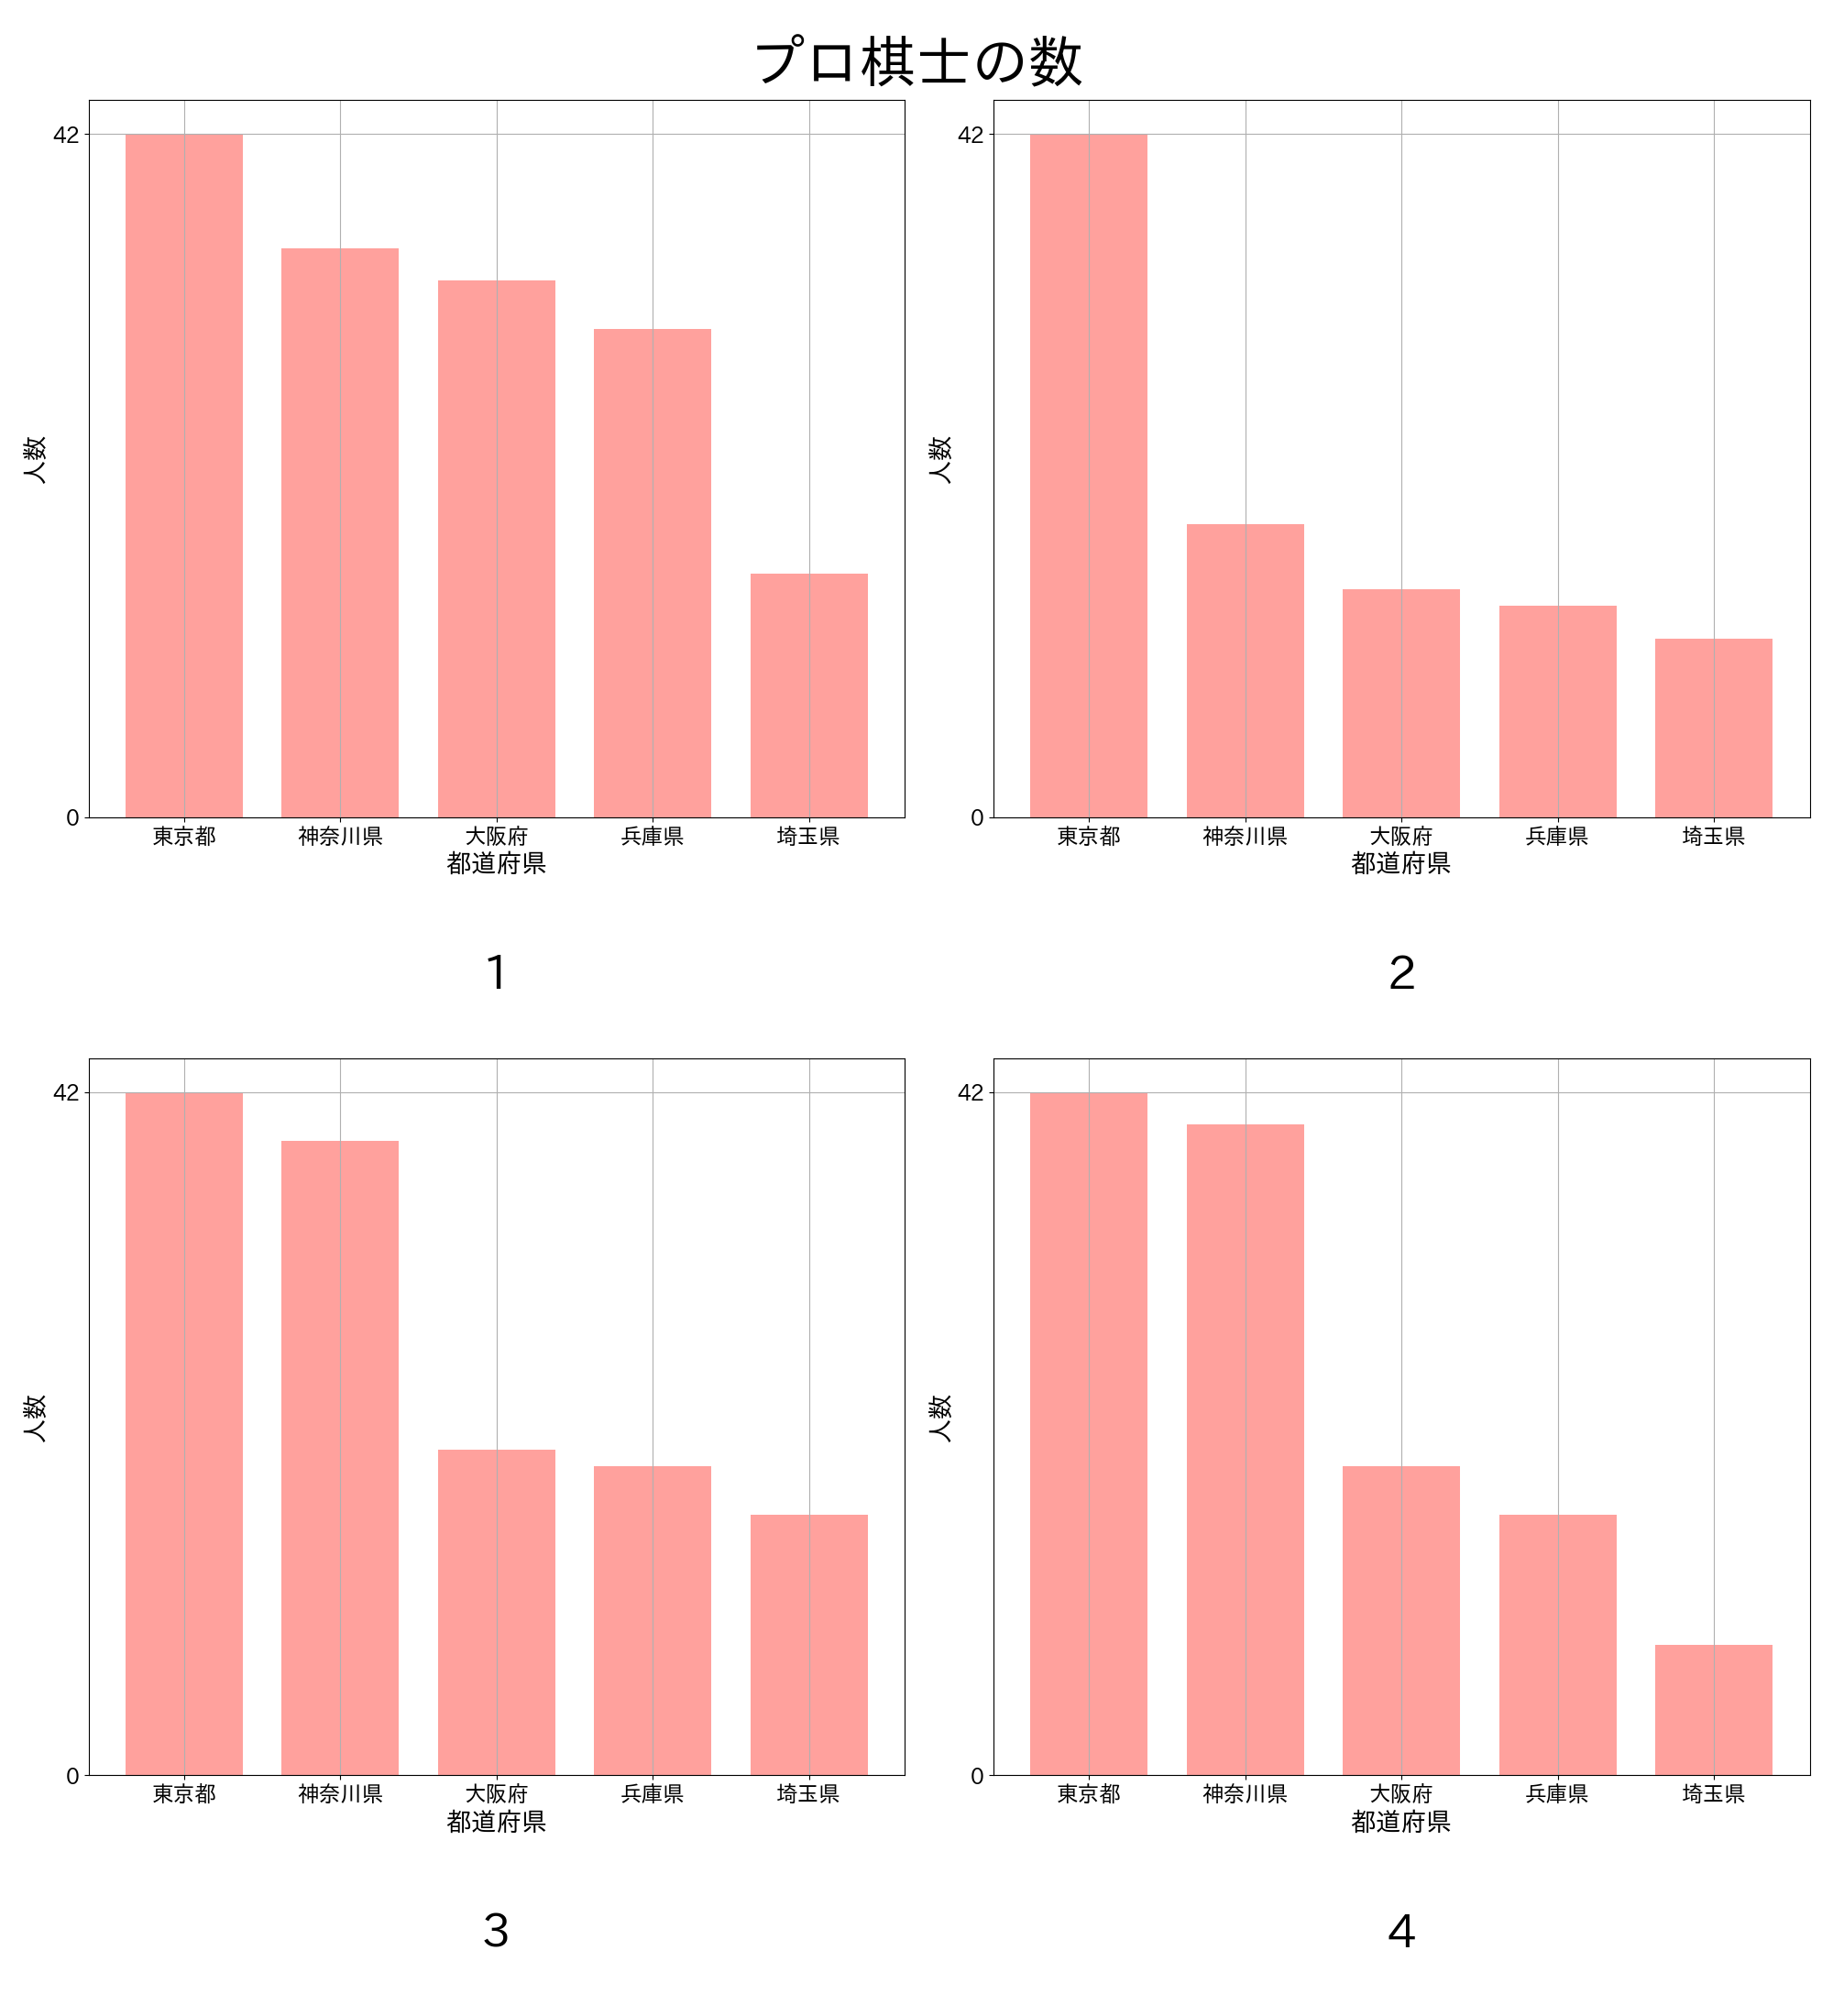 プロ棋士の数
42
人数
0
東京都 神奈川県 大阪府 兵庫県 埼玉県
都道府県
1
42
人数
0
東京都 神奈川県 大阪府 兵庫県 埼玉県
都道府県
2
42
人数
0
東京都 神奈川県 大阪府 兵庫県 埼玉県
都道府県
3
42
人数
0
東京都 神奈川県 大阪府 兵庫県 埼玉県
都道府県
4